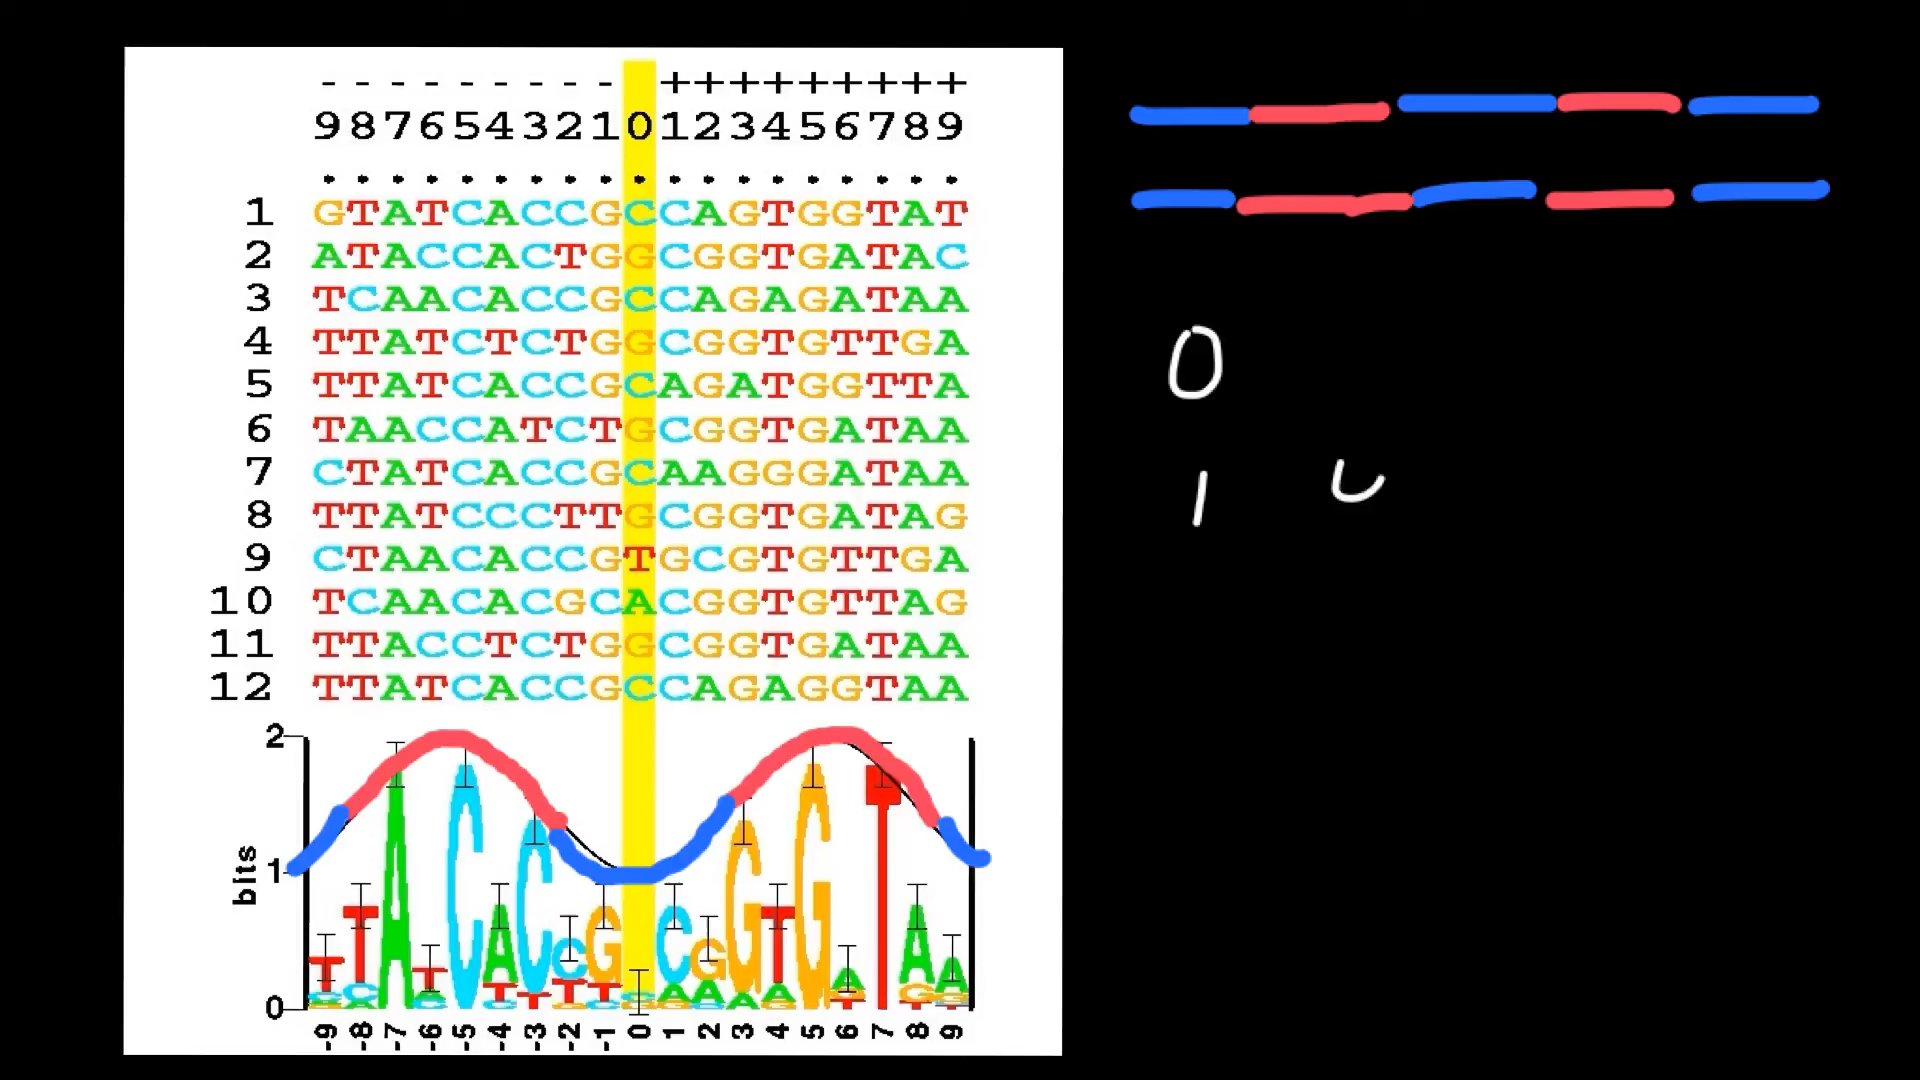 - - - - - - - - - + + + + + + + + +
9 8 7 6 5 4 3 2 1 0 1 2 3 4 5 6 7 8 9
. . . . . . . . . . . . . . . . . . .
1 GTATCACCGCCAGTGGTAT
2 ATACCACTGGCGGTGATAC
3 TCAACACCGCCAGAGATAA
4 TTATCTCTGGCGGTGTTGA
5 TTATCACCGCAGATGGTTA
6 TAACCATCTGCGGTGATAA
7 CTATCACCGCAAGGGATAA
8 TTATCCCTTGCGGTGATAG
9 CTAACACCGTGCGTGTTGA
10 TCAACACGCACGGTGTTAG
11 TTACCTCTGGCGGTGATAA
12 TTATCACCGCCAGAGGTAA
2
1
0
bits
-9 -8 -7 -6 -5 -4 -3 -2 -1 0 1 2 3 4 5 6 7 8 9
0
1